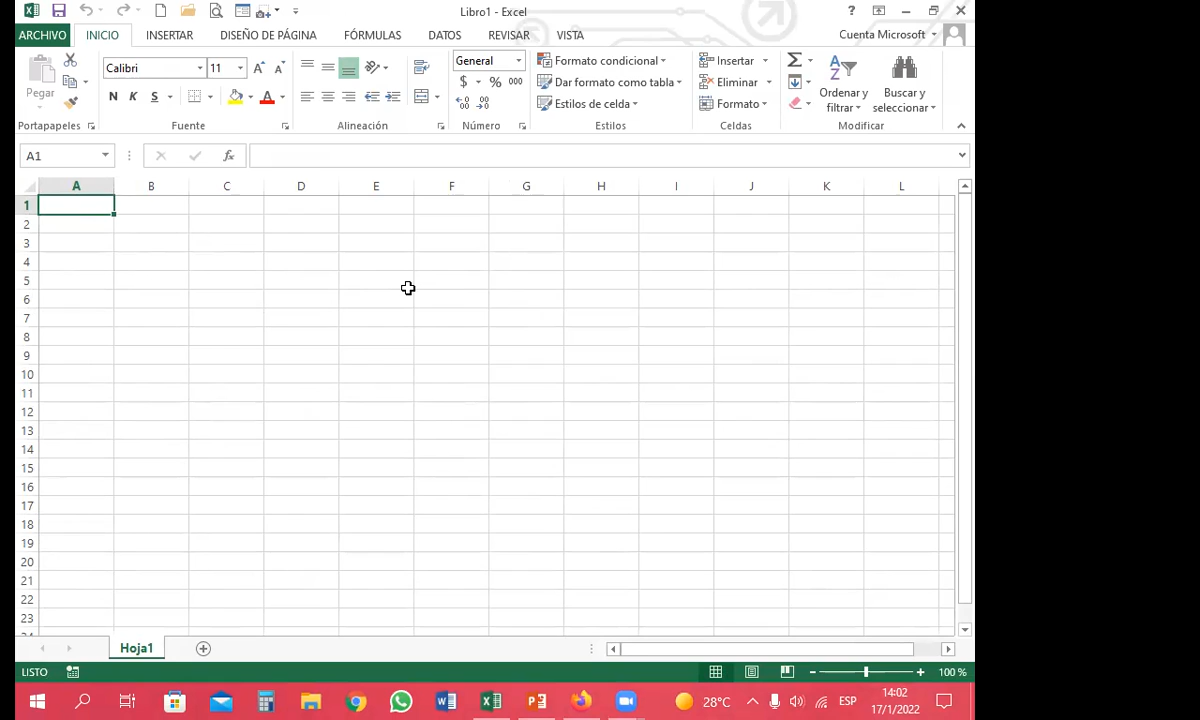 Libro1 - Excel
?
ARCHIVO INICIO INSERTAR DISEÑO DE PÁGINA FÓRMULAS DATOS REVISAR VISTA Cuenta Microsoft
Pegar
Calibri 11
N K S A
General
$ % 000
Formato condicional
Dar formato como tabla
Estilos de celda
Insertar
Eliminar
Formato
Ordenar y filtrar
Buscar y seleccionar
Portapapeles Fuente Alineación Número Estilos Celdas Modificar
A1 fx
A B C D E F G H I J K L
1
2
3
4
5
6
7
8
9
10
11
12
13
14
15
16
17
18
19
20
21
22
23
24
Hoja1
LISTO 100 %
28°C ESP 14:02
17/1/2022